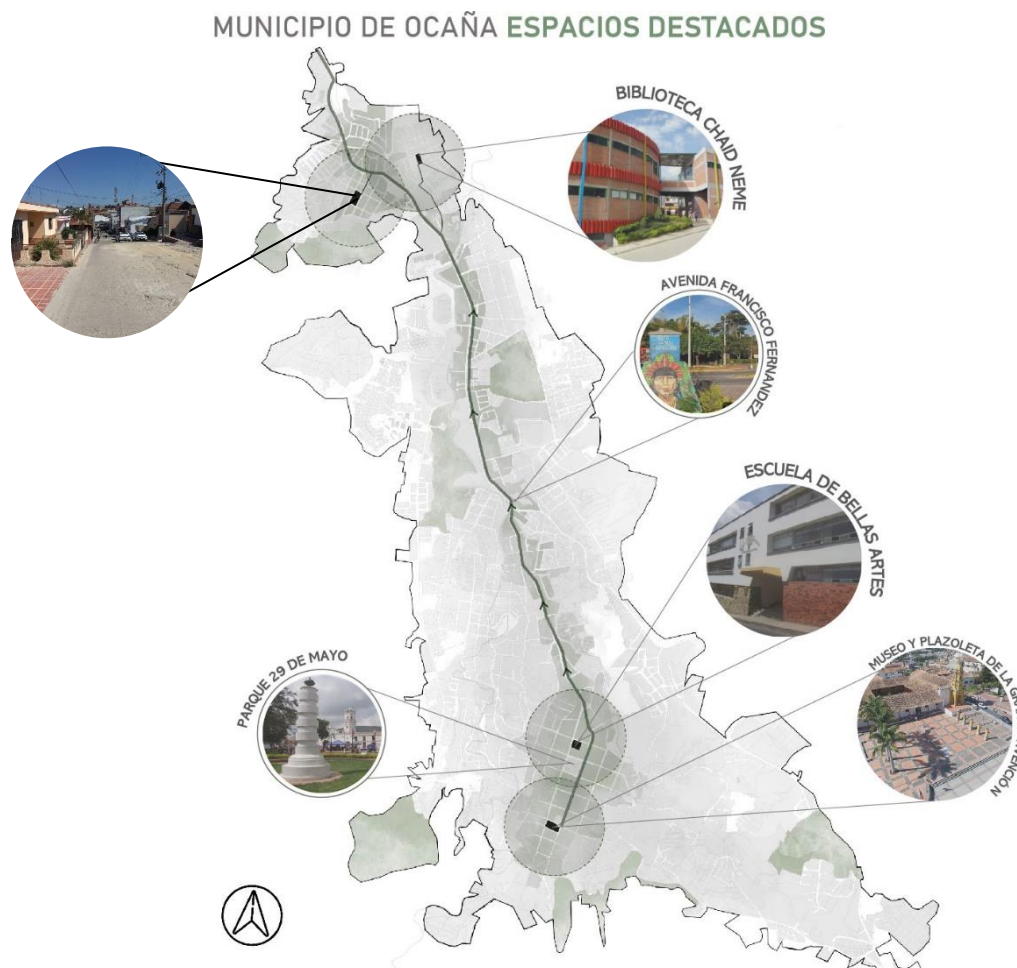 MUNICIPIO DE OCAÑA ESPACIOS DESTACADOS
BIBLIOTECA CHAID NEME
AVENIDA FRANCISCO FERNANDEZ
ESCUELA DE BELLAS ARTES
PARQUE 29 DE MAYO
MUSEO Y PLAZOLETA DE LA